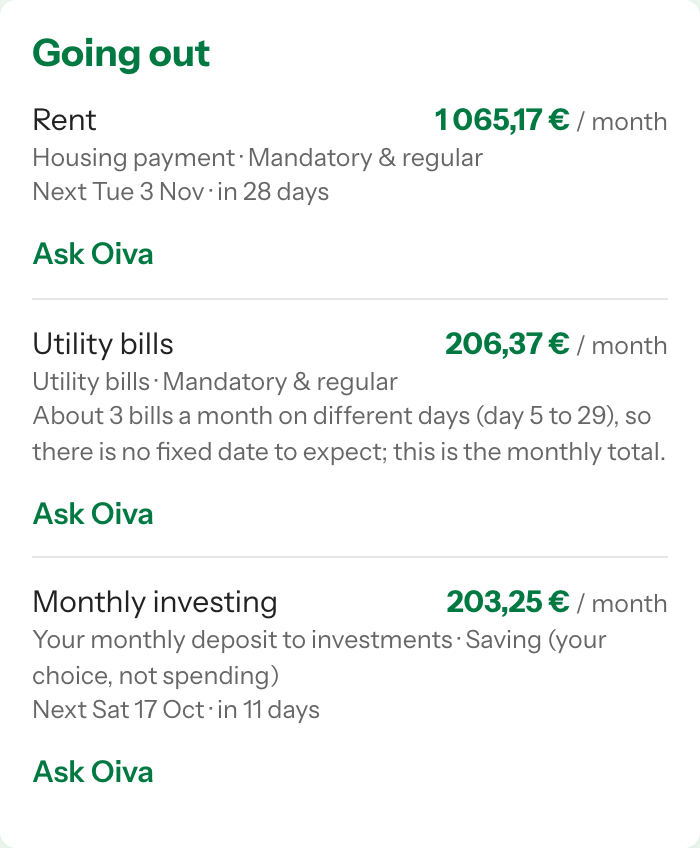 Going out
Rent
1 065,17 € / month
Housing payment · Mandatory & regular
Next Tue 3 Nov · in 28 days
Ask Oiva
Utility bills
206,37 € / month
Utility bills · Mandatory & regular
About 3 bills a month on different days (day 5 to 29), so
there is no fixed date to expect; this is the monthly total.
Ask Oiva
Monthly investing
203,25 € / month
Your monthly deposit to investments · Saving (your
choice, not spending)
Next Sat 17 Oct · in 11 days
Ask Oiva